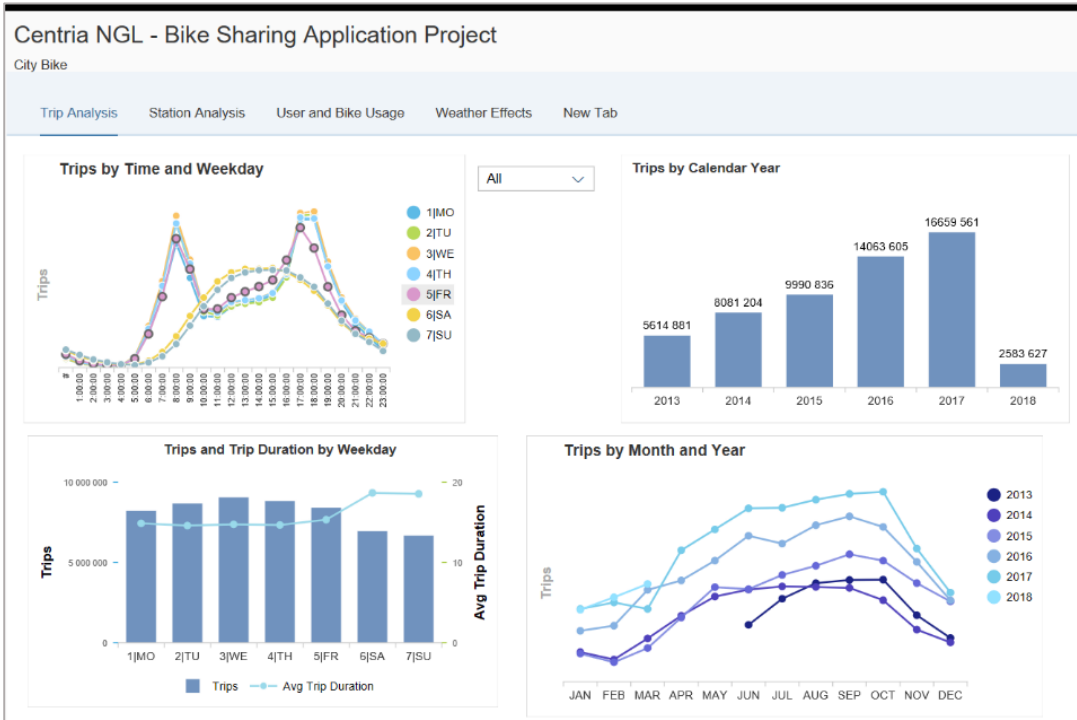 Centria NGL - Bike Sharing Application Project
City Bike
Trip Analysis Station Analysis User and Bike Usage Weather Effects New Tab
Trips by Time and Weekday
All
Trips
1|MO
2|TU
3|WE
4|TH
5|FR
6|SA
7|SU
1:00:00 2:00:00 3:00:00 4:00:00 5:00:00 6:00:00 7:00:00 8:00:00 9:00:00 10:00:00 11:00:00 12:00:00 13:00:00 14:00:00 15:00:00 16:00:00 17:00:00 18:00:00 19:00:00 20:00:00 21:00:00 22:00:00 23:00:00
Trips by Calendar Year
5614 881
8081 204
9990 836
14063 605
16659 561
2583 627
2013 2014 2015 2016 2017 2018
Trips and Trip Duration by Weekday
10 000 000
5 000 000
0
Trips
20
10
0
Avg Trip Duration
1|MO 2|TU 3|WE 4|TH 5|FR 6|SA 7|SU
Trips Avg Trip Duration
Trips by Month and Year
Trips
2013
2014
2015
2016
2017
2018
JAN FEB MAR APR MAY JUN JUL AUG SEP OCT NOV DEC